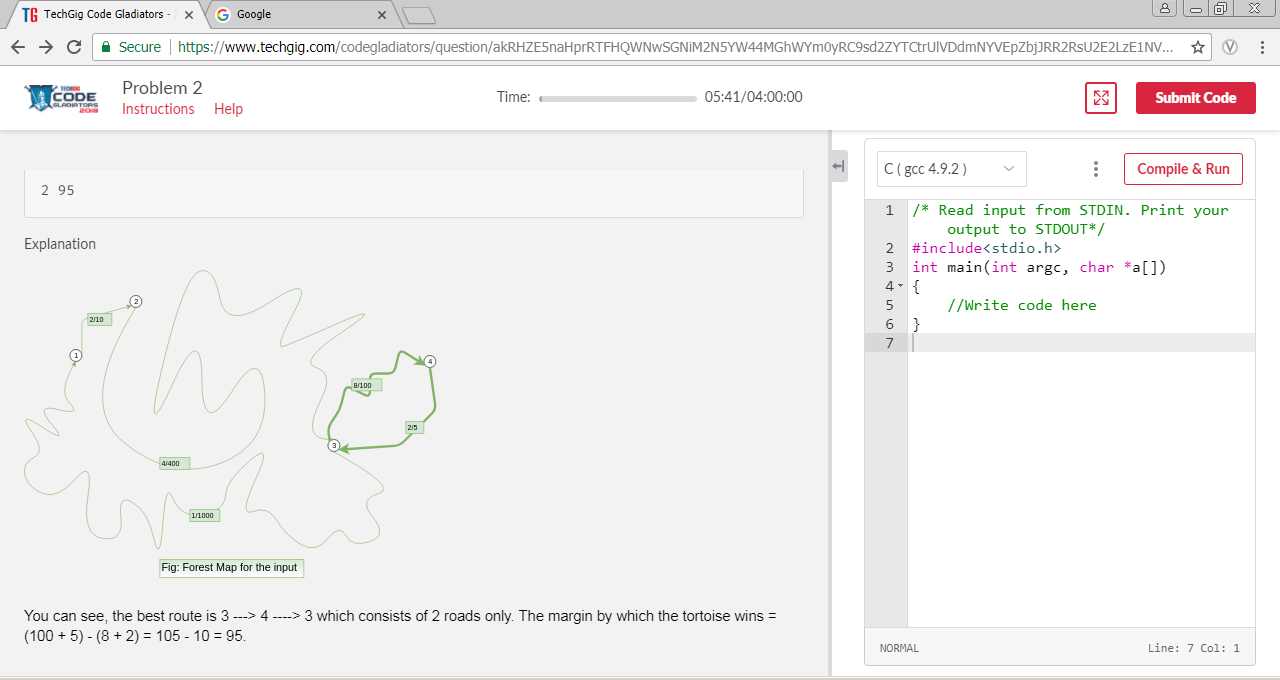 TechGig Code Gladiators -
Google
Secure
https://www.techgig.com/codegladiators/question/akRHZE5naHprRTFHQWNwSGNiM2N5YW44MGhWYm0yRC9sd2ZYTCtrUlVDdmNYVEpZbjJRR2RsU2E2LzE1NV...
TECHGIG
CODE
GLADIATORS
2018
Problem 2
Instructions Help
Time: 05:41/04:00:00
Submit Code
2 95
Explanation
2
2/10
1
4
8/100
2/5
3
4/400
1/1000
Fig: Forest Map for the input
You can see, the best route is 3 ---> 4 ----> 3 which consists of 2 roads only. The margin by which the tortoise wins =
(100 + 5) - (8 + 2) = 105 - 10 = 95.
C ( gcc 4.9.2 )
Compile & Run
1 /* Read input from STDIN. Print your
output to STDOUT*/
2 #include<stdio.h>
3 int main(int argc, char *a[])
4 {
5 //Write code here
6 }
7
NORMAL
Line: 7 Col: 1